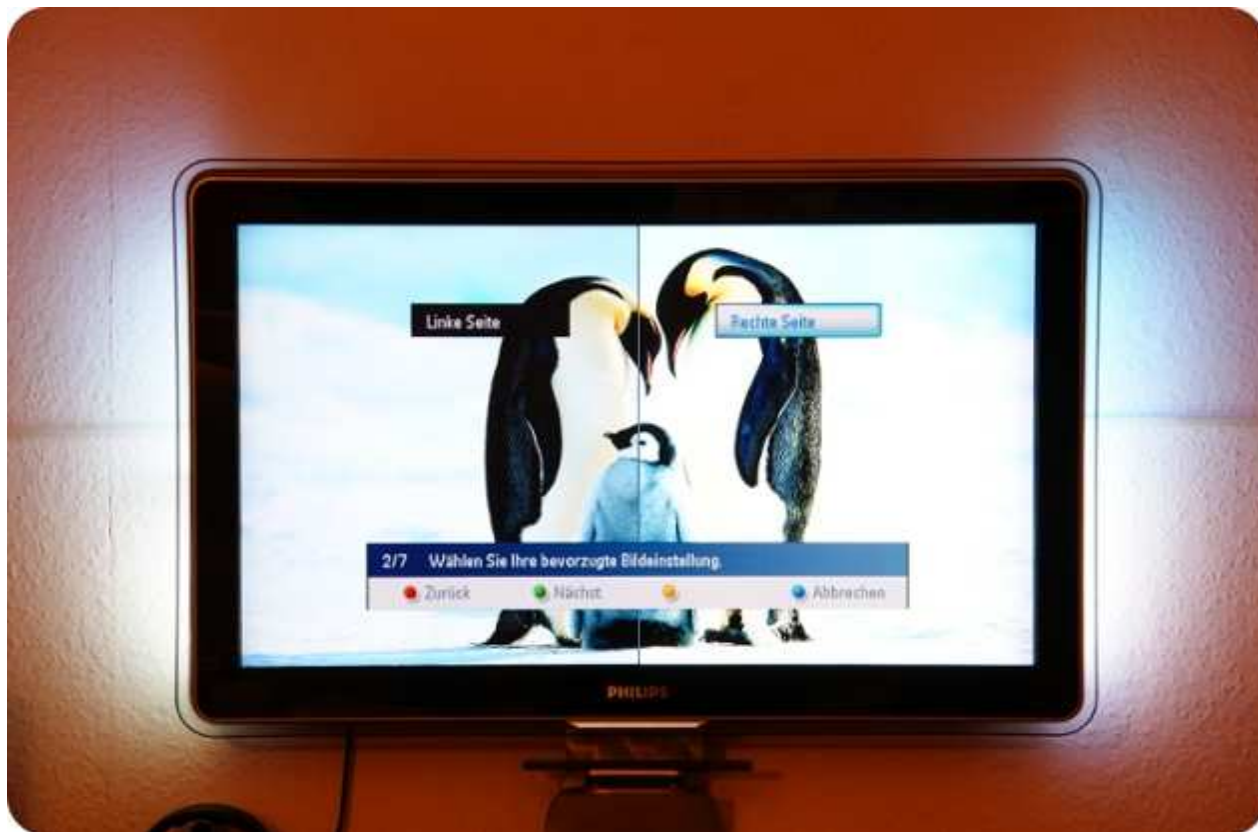 Linke Seite
Rechte Seite
2/7 Wählen Sie Ihre bevorzugte Bildeinstellung.
Zurück Nächst Abbrechen
PHILIPS